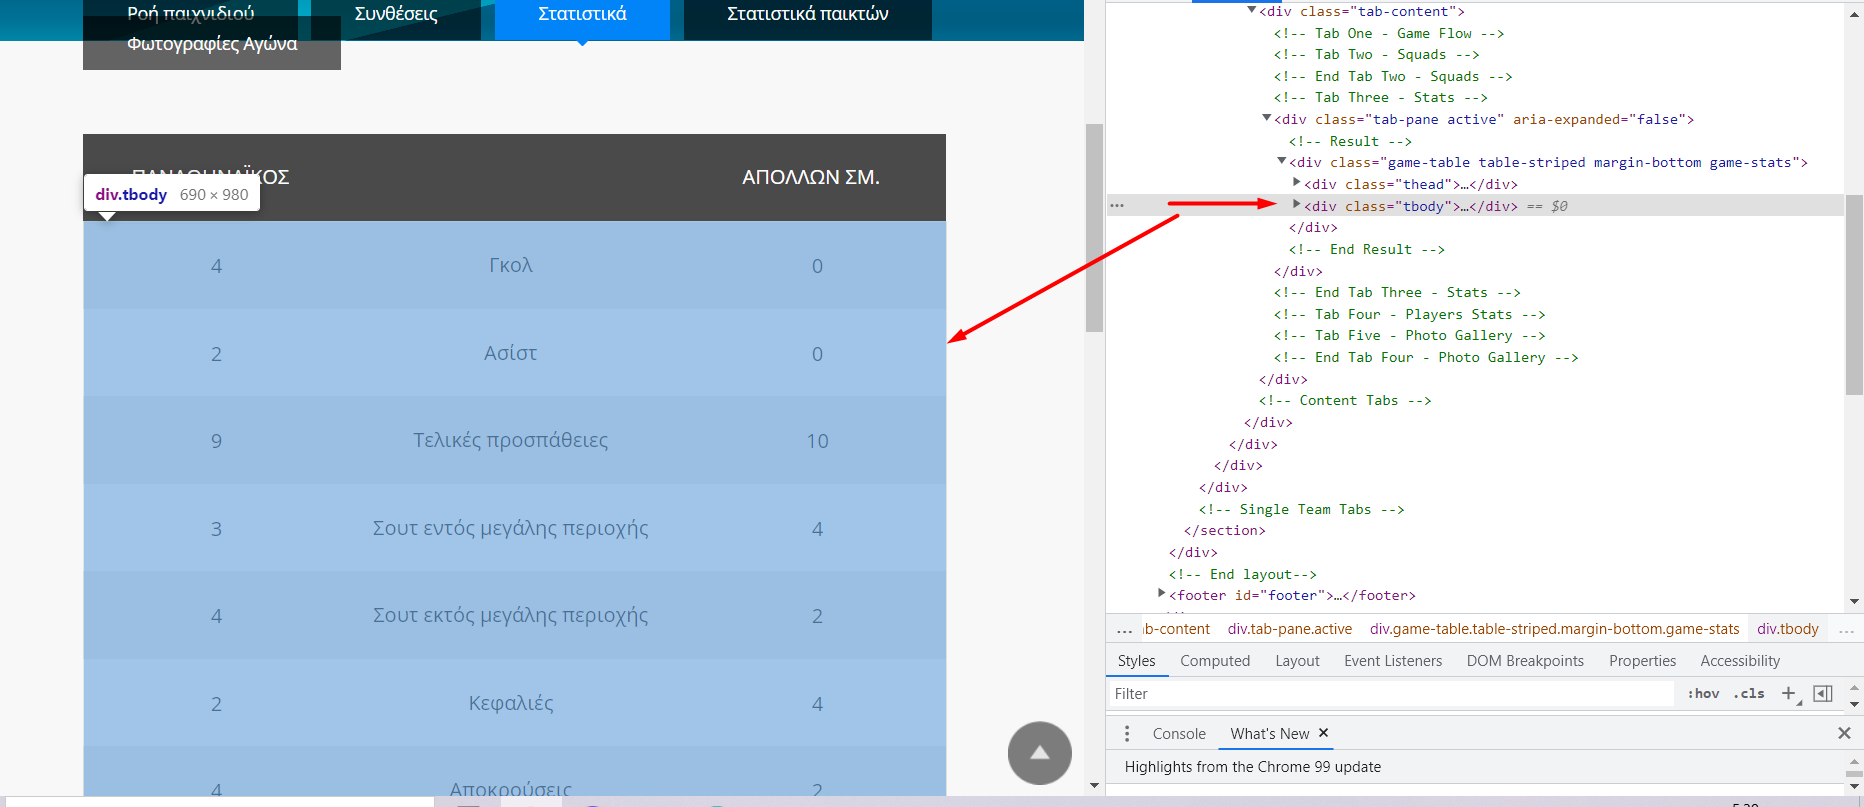 Ροή παιχνιδιού
Συνθέσεις
Στατιστικά
Στατιστικά παικτών
Φωτογραφίες Αγώνα
ΠΑΝΑΘΗΝΑΪΚΟΣ
ΑΠΟΛΛΩΝ ΣΜ.
div.tbody 690 × 980
4 Γκολ 0
2 Ασίστ 0
9 Τελικές προσπάθειες 10
3 Σουτ εντός μεγάλης περιοχής 4
4 Σουτ εκτός μεγάλης περιοχής 2
2 Κεφαλιές 4
4 Αποκρούσεις 2
<div class="tab-content">
<!-- Tab One - Game Flow -->
<!-- Tab Two - Squads -->
<!-- End Tab Two - Squads -->
<!-- Tab Three - Stats -->
<div class="tab-pane active" aria-expanded="false">
<!-- Result -->
<div class="game-table table-striped margin-bottom game-stats">
<div class="thead">…</div>
<div class="tbody">…</div> == $0
</div>
<!-- End Result -->
</div>
<!-- End Tab Three - Stats -->
<!-- Tab Four - Players Stats -->
<!-- Tab Five - Photo Gallery -->
<!-- End Tab Four - Photo Gallery -->
</div>
<!-- Content Tabs -->
</div>
</div>
</div>
</div>
<!-- Single Team Tabs -->
</section>
</div>
<!-- End layout-->
<footer id="footer">…</footer>
... b-content div.tab-pane.active div.game-table.table-striped.margin-bottom.game-stats div.tbody ...
Styles Computed Layout Event Listeners DOM Breakpoints Properties Accessibility
Filter :hov .cls +
Console What's New ×
Highlights from the Chrome 99 update